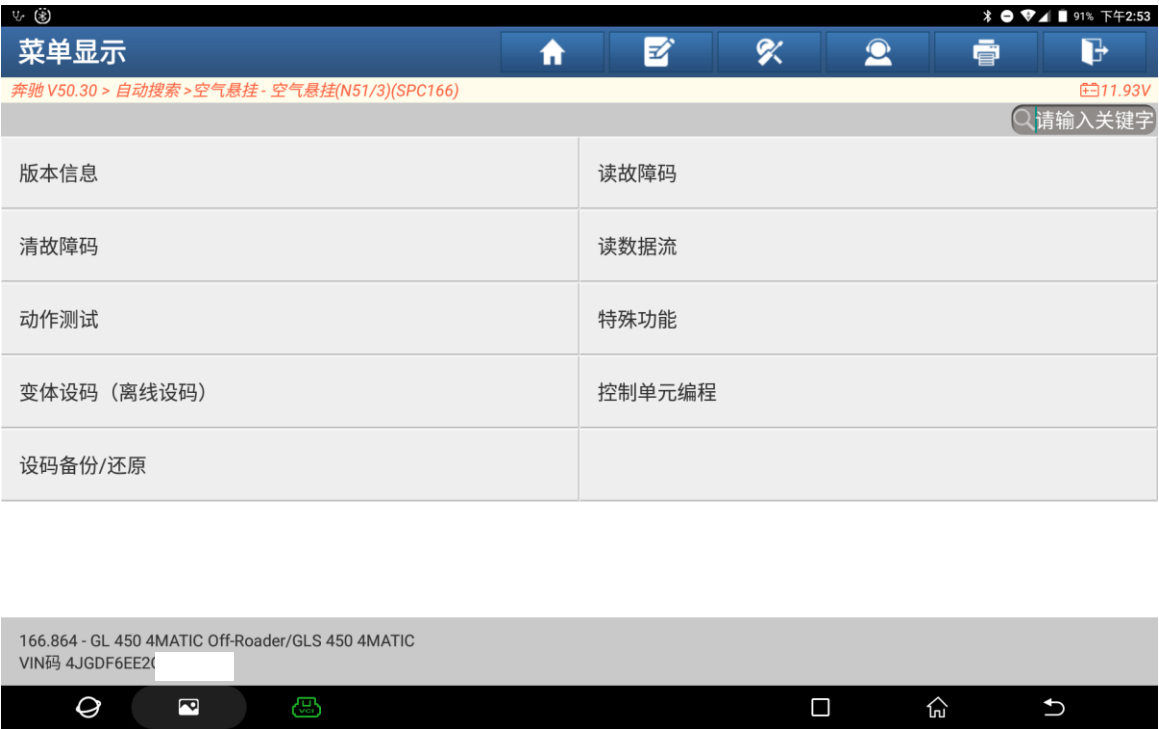 91% 下午2:53
菜单显示
奔驰 V50.30 > 自动搜索 >空气悬挂 - 空气悬挂(N51/3)(SPC166)
11.93V
请输入关键字
版本信息
读故障码
清故障码
读数据流
动作测试
特殊功能
变体设码（离线设码）
控制单元编程
设码备份/还原
166.864 - GL 450 4MATIC Off-Roader/GLS 450 4MATIC
VIN码 4JGDF6EE2
VCI